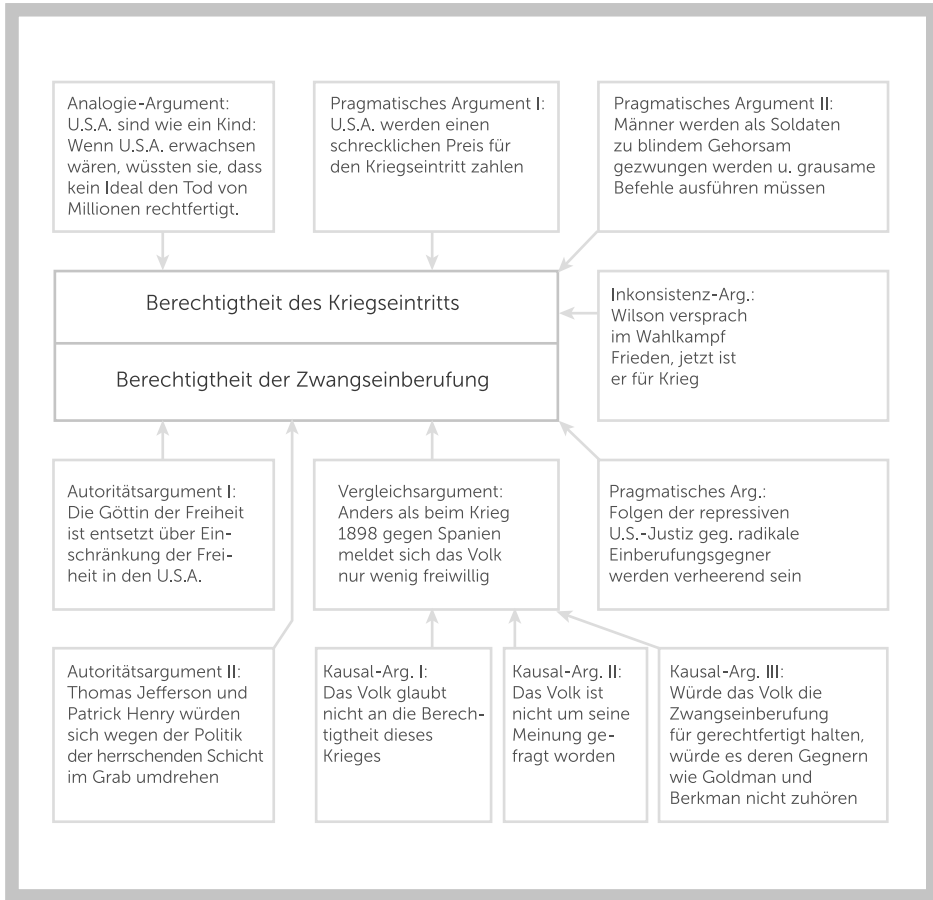 Analogie-Argument:
U.S.A. sind wie ein Kind:
Wenn U.S.A. erwachsen
wären, wüssten sie, dass
kein Ideal den Tod von
Millionen rechtfertigt.
Pragmatisches Argument I:
U.S.A. werden einen
schrecklichen Preis für
den Kriegseintritt zahlen
Pragmatisches Argument II:
Männer werden als Soldaten
zu blindem Gehorsam
gezwungen werden u. grausame
Befehle ausführen müssen
Berechtigtheit des Kriegseintritts
Inkonsistenz-Arg.:
Wilson versprach
im Wahlkampf
Frieden, jetzt ist
er für Krieg
Berechtigtheit der Zwangseinberufung
Autoritätsargument I:
Die Göttin der Freiheit
ist entsetzt über Ein-
schränkung der Frei-
heit in den U.S.A.
Vergleichsargument:
Anders als beim Krieg
1898 gegen Spanien
meldet sich das Volk
nur wenig freiwillig
Pragmatisches Arg.:
Folgen der repressiven
U.S.-Justiz geg. radikale
Einberufungsgegner
werden verheerend sein
Autoritätsargument II:
Thomas Jefferson und
Patrick Henry würden
sich wegen der Politik
der herrschenden Schicht
im Grab umdrehen
Kausal-Arg. I:
Das Volk glaubt
nicht an die Berech-
tigtheit dieses
Krieges
Kausal-Arg. II:
Das Volk ist
nicht um seine
Meinung ge-
fragt worden
Kausal-Arg. III:
Würde das Volk die
Zwangseinberufung
für gerechtfertigt halten,
würde es deren Gegnern
wie Goldman und
Berkman nicht zuhören